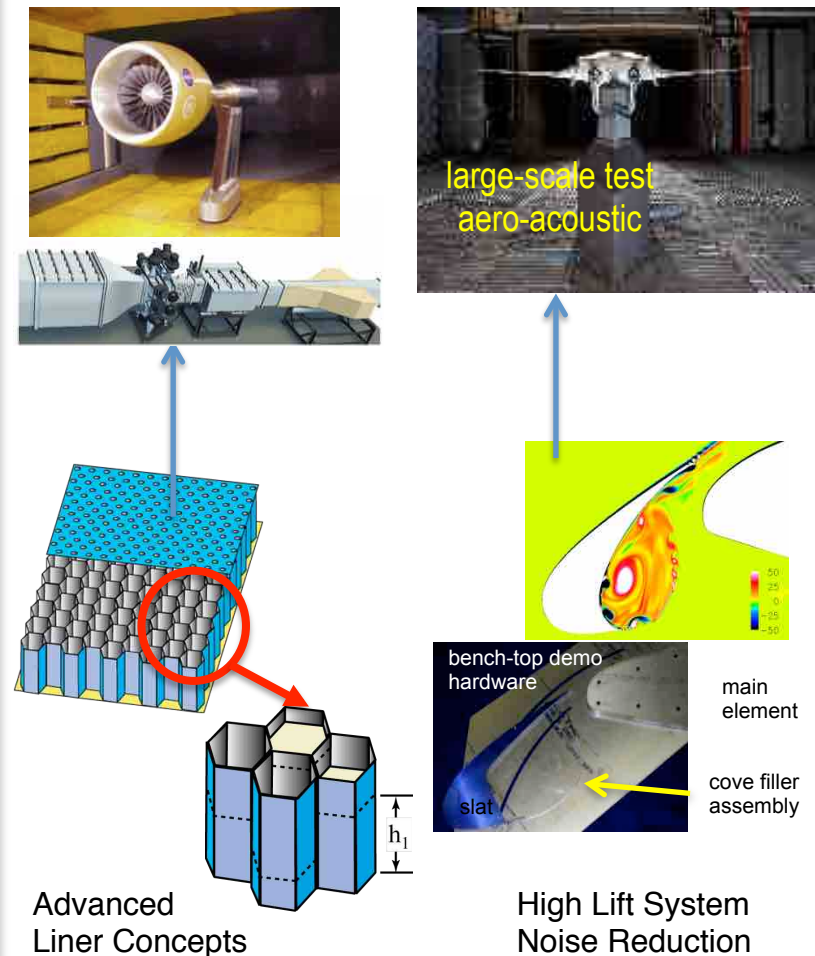 large-scale test
aero-acoustic
50
25
0
-25
-50
bench-top demo
hardware
main
element
cove filler
assembly
slat
h1
Advanced
Liner Concepts
High Lift System
Noise Reduction